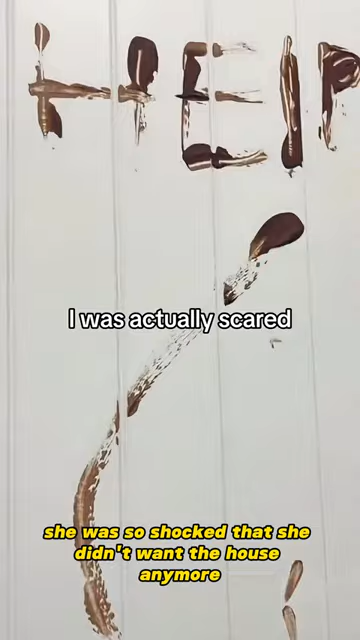 HElP
I was actually scared
she was so shocked that she
didn't want the house
anymore